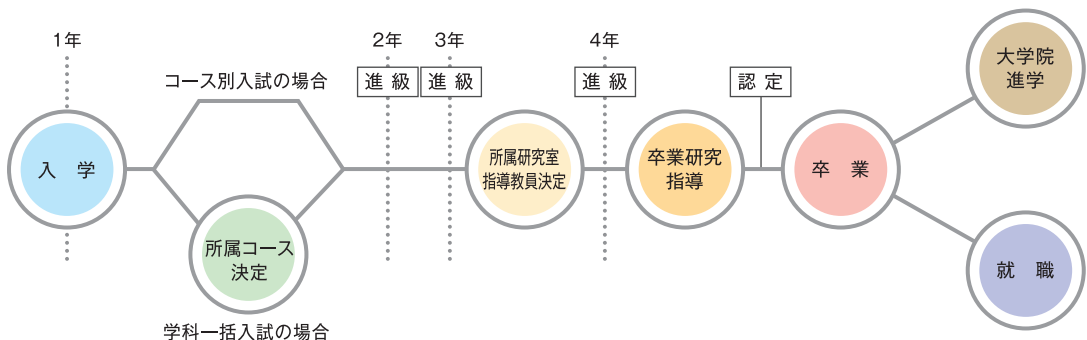 1年
2年
3年
4年
進級
進級
進級
認定
コース別入試の場合
入学
所属コース
決定
学科一括入試の場合
所属研究室
指導教員決定
卒業研究
指導
卒業
大学院
進学
就職